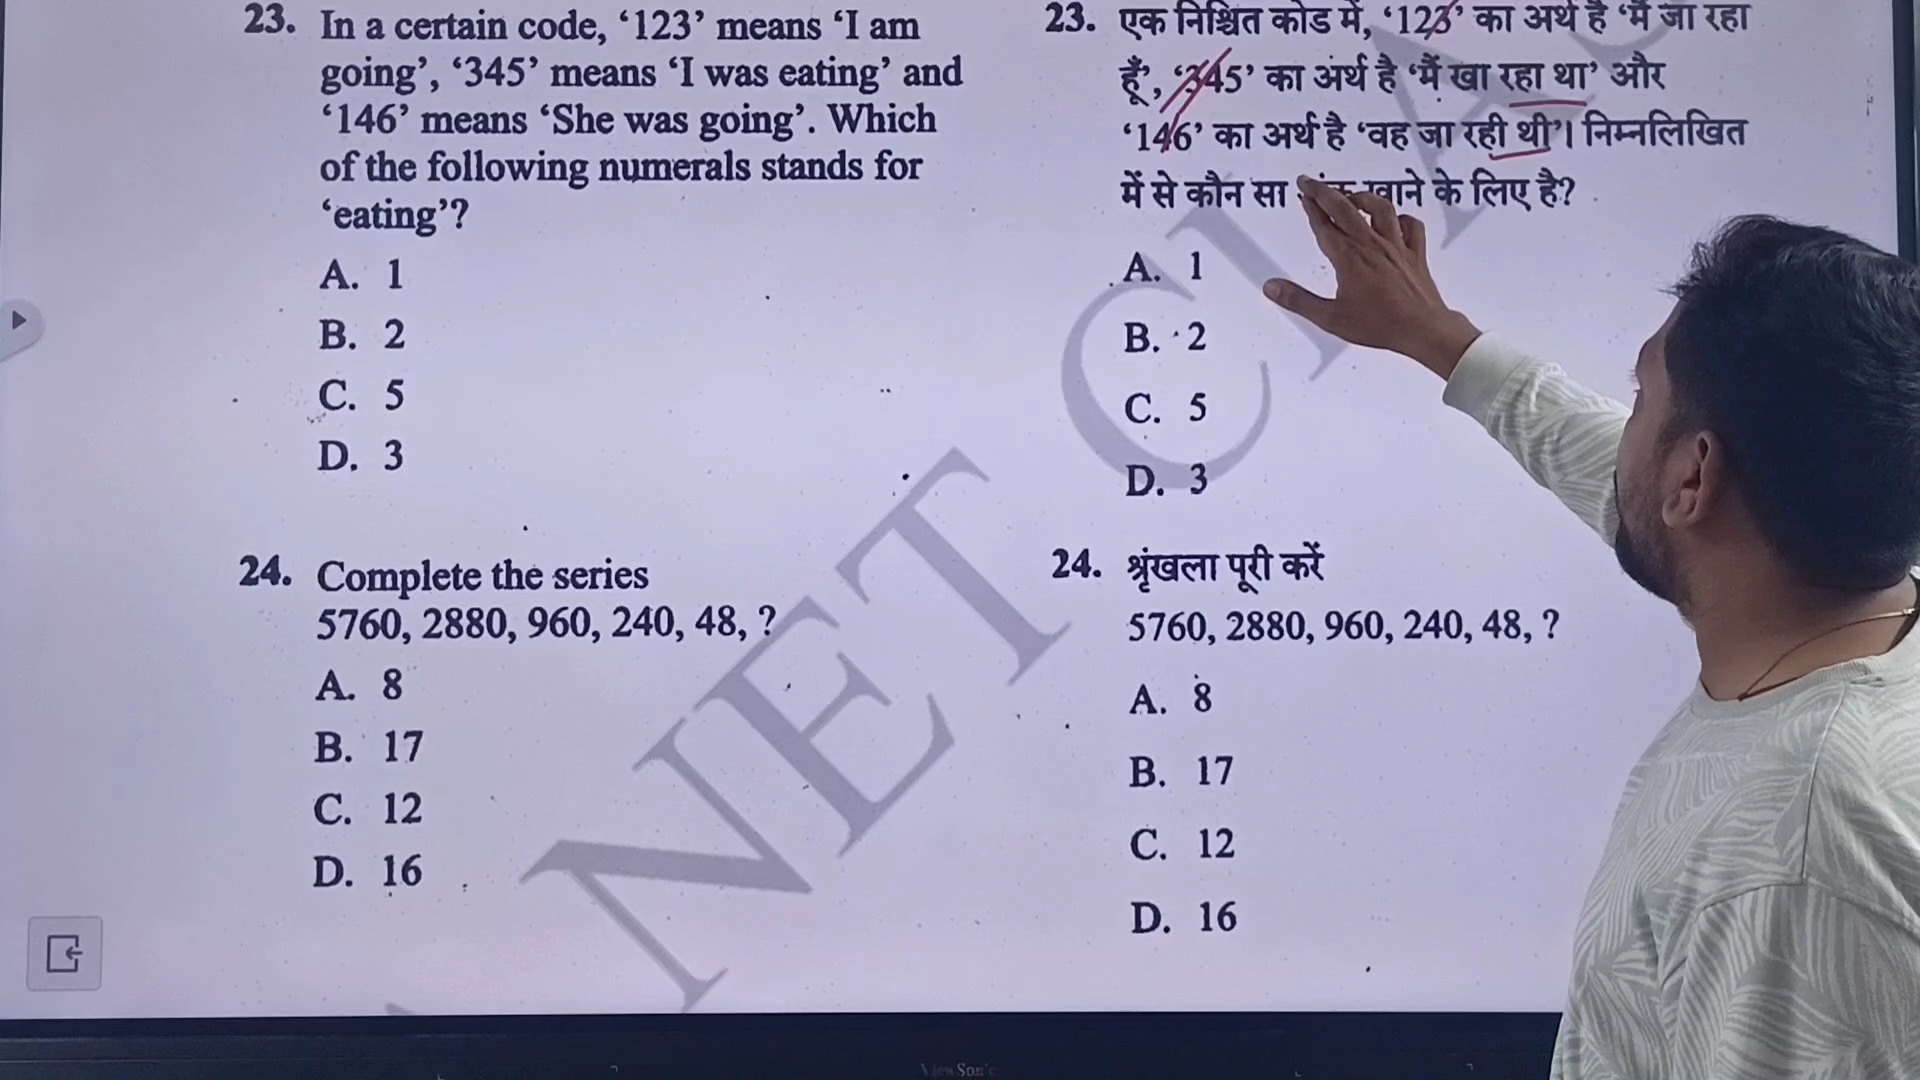 23. In a certain code, ‘123’ means ‘I am
going’, ‘345’ means ‘I was eating’ and
‘146’ means ‘She was going’. Which
of the following numerals stands for
‘eating’?
A. 1
B. 2
C. 5
D. 3
24. Complete the series
5760, 2880, 960, 240, 48, ?
A. 8
B. 17
C. 12
D. 16
23. एक निश्चित कोड में, ‘123’ का अर्थ है ‘मैं जा रहा
हूँ’, ‘345’ का अर्थ है ‘मैं खा रहा था’ और
‘146’ का अर्थ है ‘वह जा रही थी’। निम्नलिखित
में से कौन सा खाने के लिए है?
A. 1
B. 2
C. 5
D. 3
24. श्रृंखला पूरी करें
5760, 2880, 960, 240, 48, ?
A. 8
B. 17
C. 12
D. 16
NET
ViewSonic